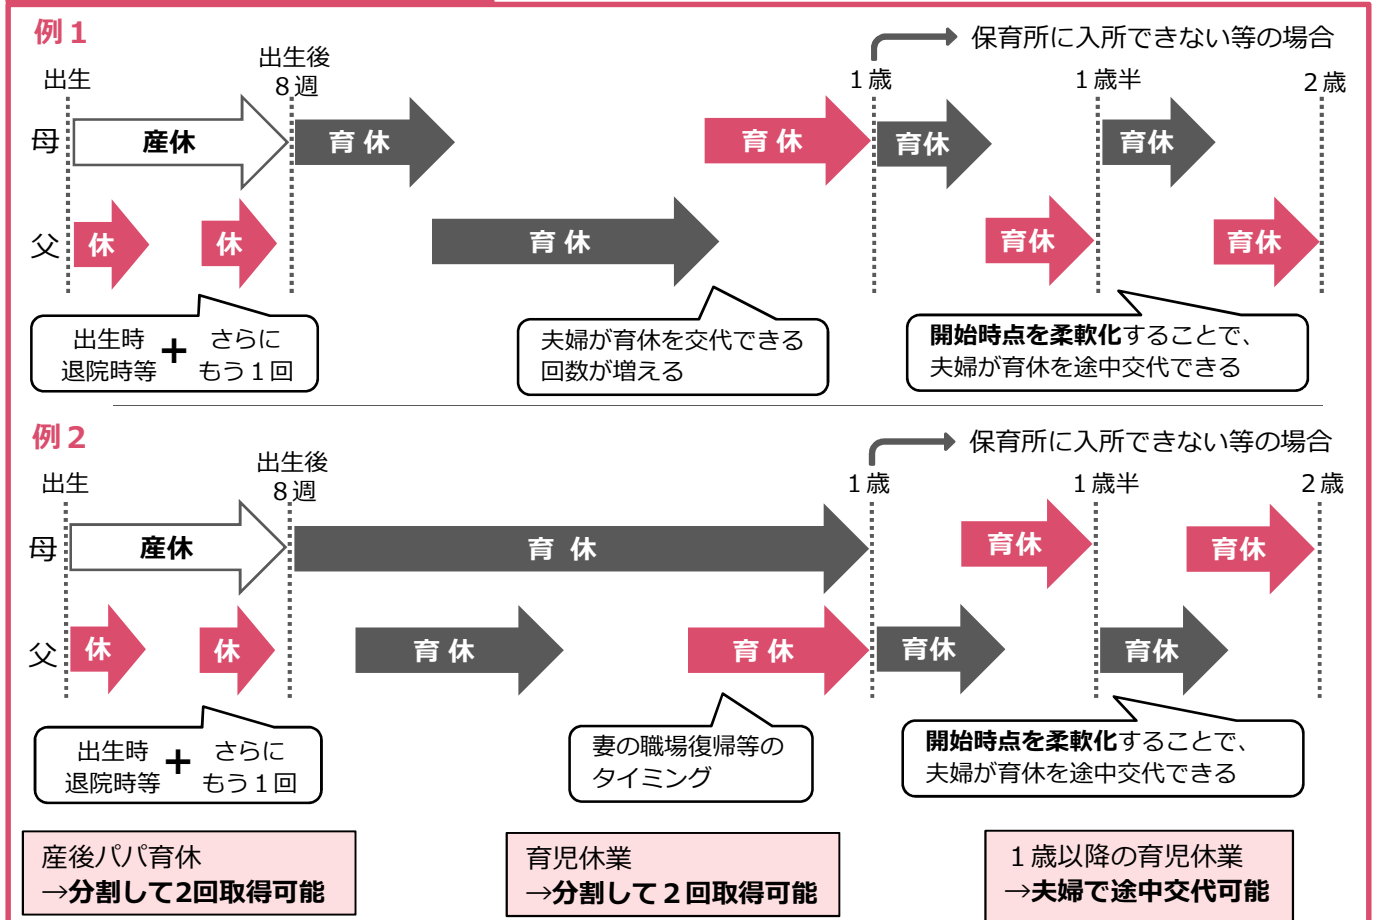 例１
保育所に入所できない等の場合
出生
出生後
８週
１歳
１歳半
２歳
母
産休
育 休
育 休
育休
育休
父
休
休
育 休
育休
育休
出生時
退院時等
＋
さらに
もう１回
夫婦が育休を交代できる
回数が増える
開始時点を柔軟化することで、
夫婦が育休を途中交代できる
例２
保育所に入所できない等の場合
出生
出生後
８週
１歳
１歳半
２歳
母
産休
育 休
育休
育休
父
休
休
育 休
育 休
育休
育休
出生時
退院時等
＋
さらに
もう１回
妻の職場復帰等の
タイミング
開始時点を柔軟化することで、
夫婦が育休を途中交代できる
産後パパ育休
→分割して2回取得可能
育児休業
→分割して２回取得可能
１歳以降の育児休業
→夫婦で途中交代可能